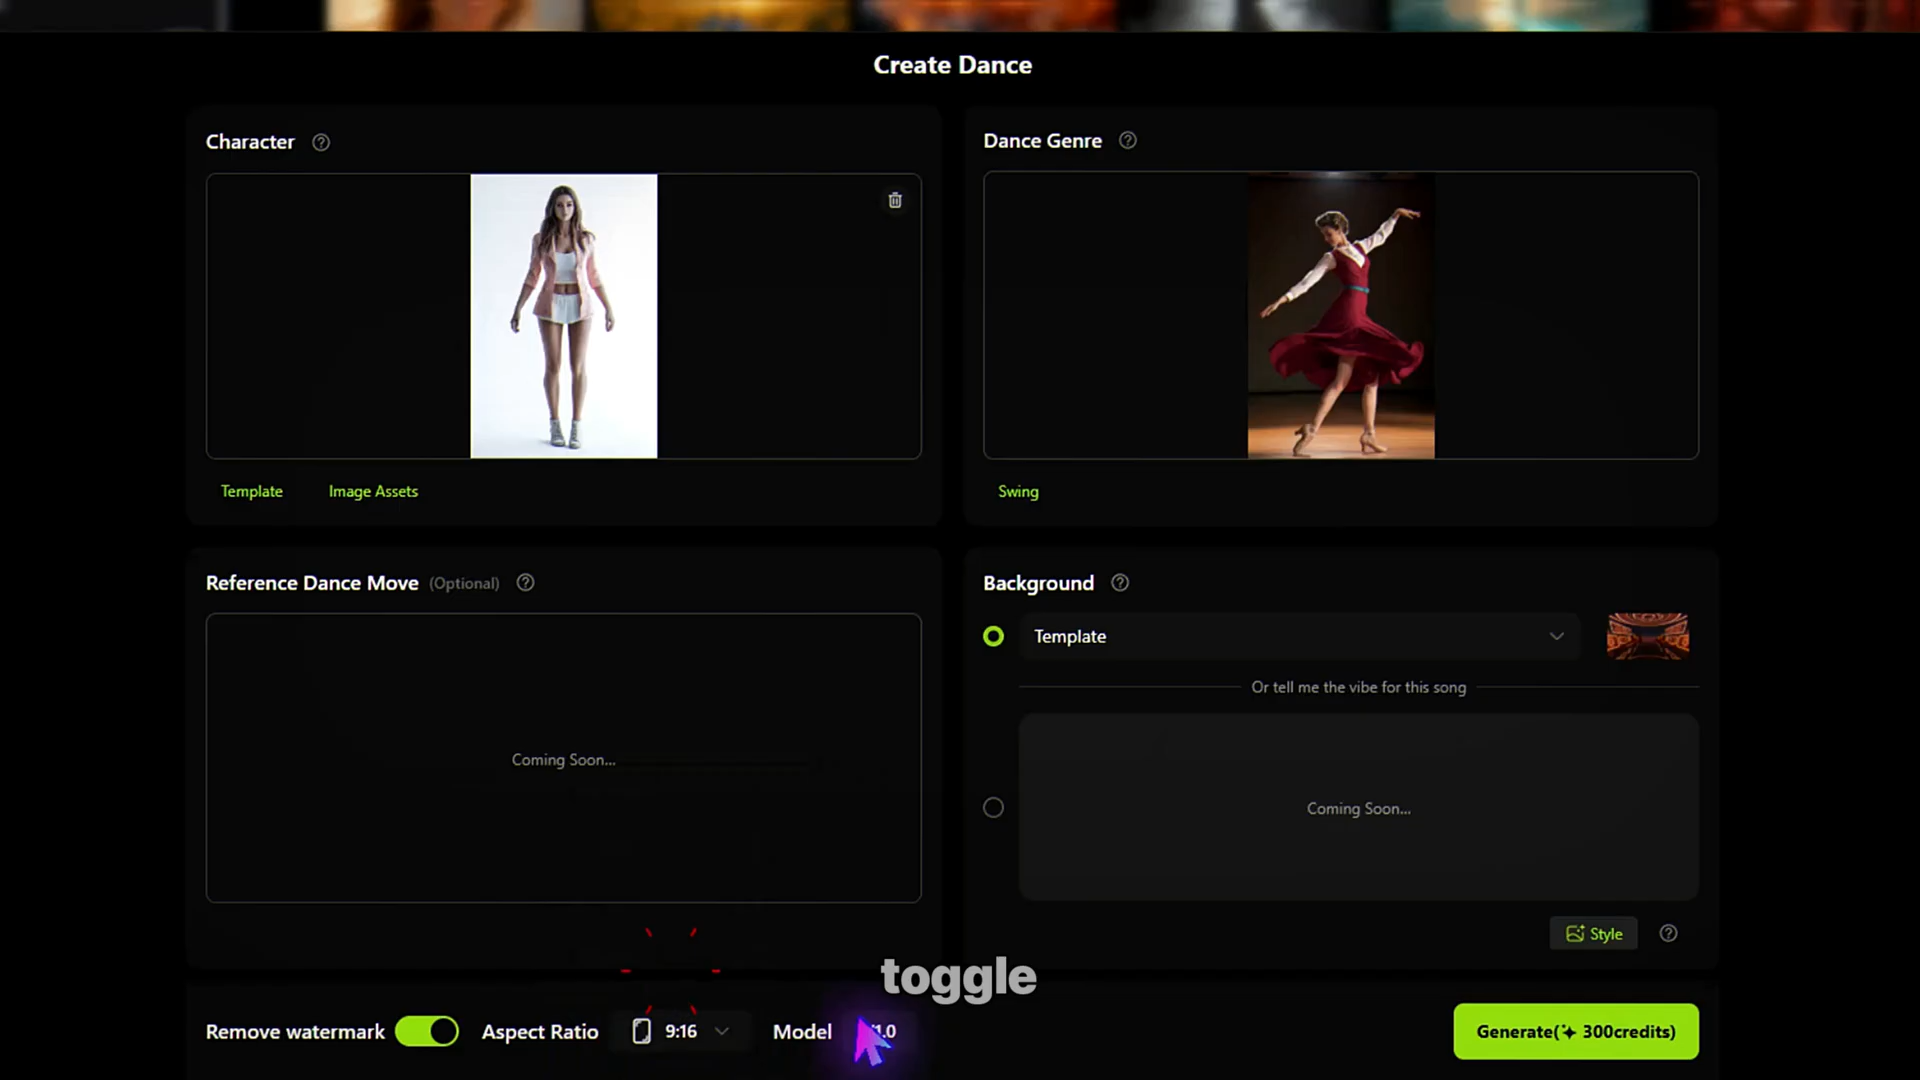 Create Dance
Character
Dance Genre
Template Image Assets
Swing
Reference Dance Move (Optional)
Background
Template
Or tell me the vibe for this song
Coming Soon...
Coming Soon...
Style
toggle
Remove watermark
Aspect Ratio
9:16
Model
Generate( 300credits)